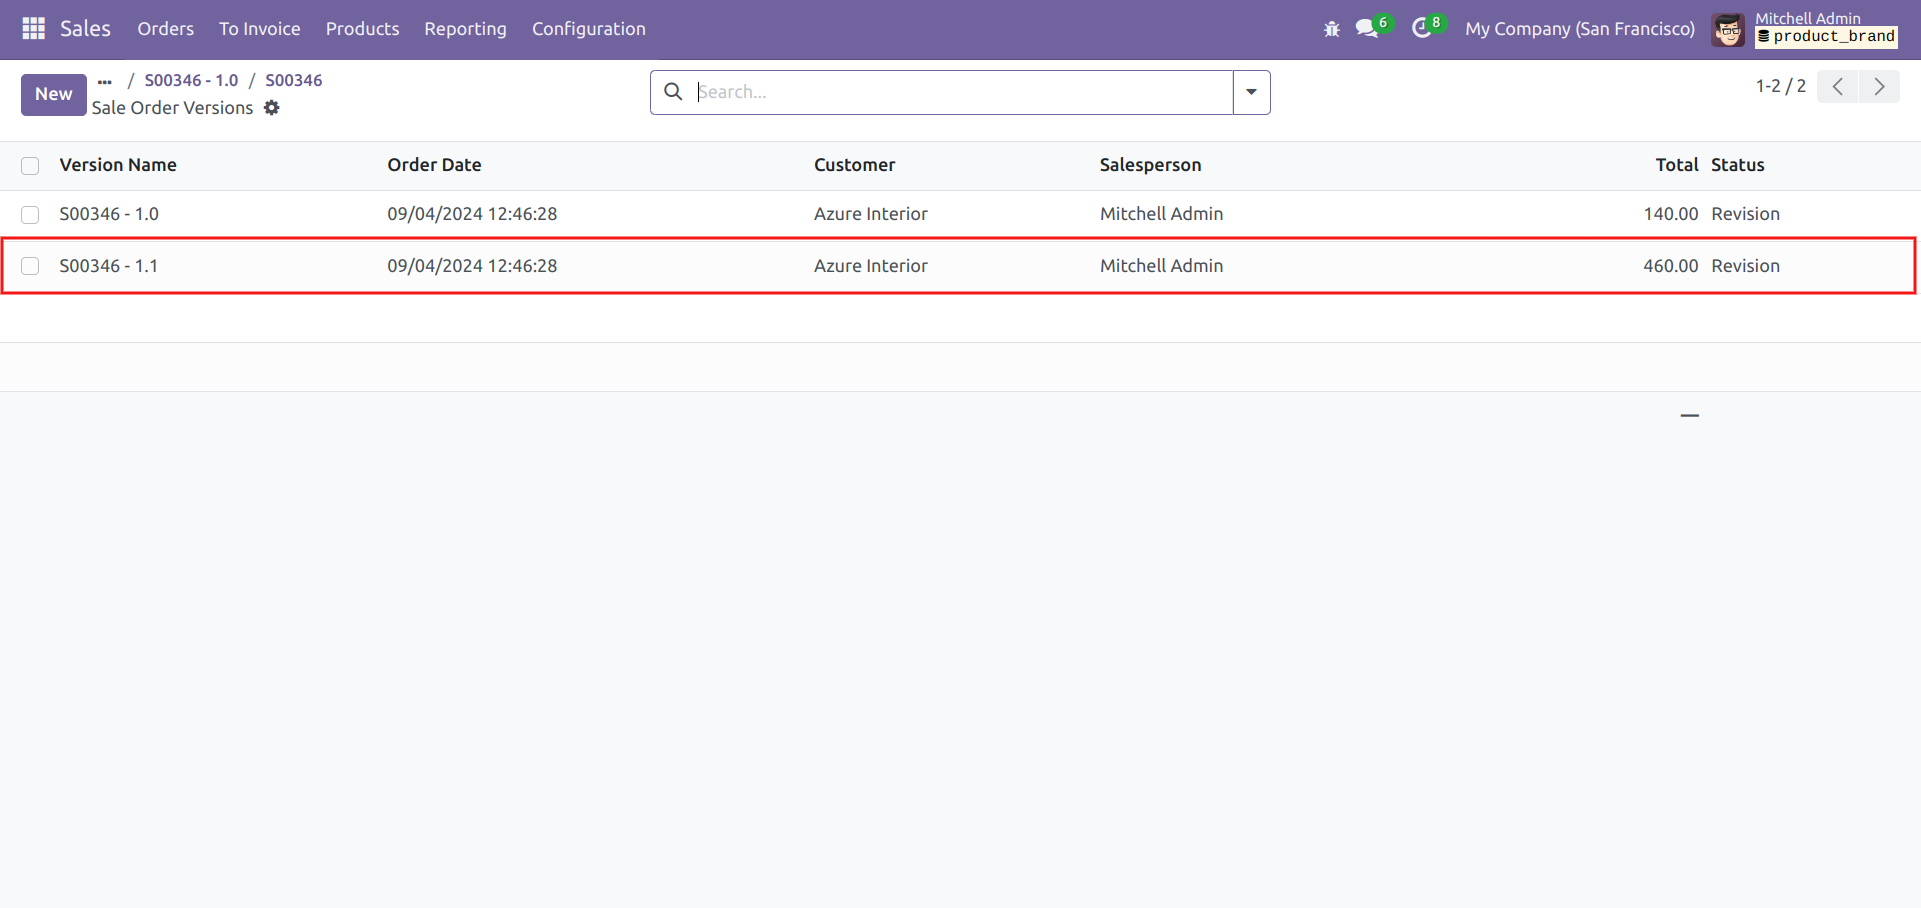 Sales Orders To Invoice Products Reporting Configuration 6 8 My Company (San Francisco) Mitchell Admin
product_brand
New ... / S00346 - 1.0 / S00346 Search... 1-2 / 2
Sale Order Versions
Version Name Order Date Customer Salesperson Total Status
S00346 - 1.0 09/04/2024 12:46:28 Azure Interior Mitchell Admin 140.00 Revision
S00346 - 1.1 09/04/2024 12:46:28 Azure Interior Mitchell Admin 460.00 Revision
—